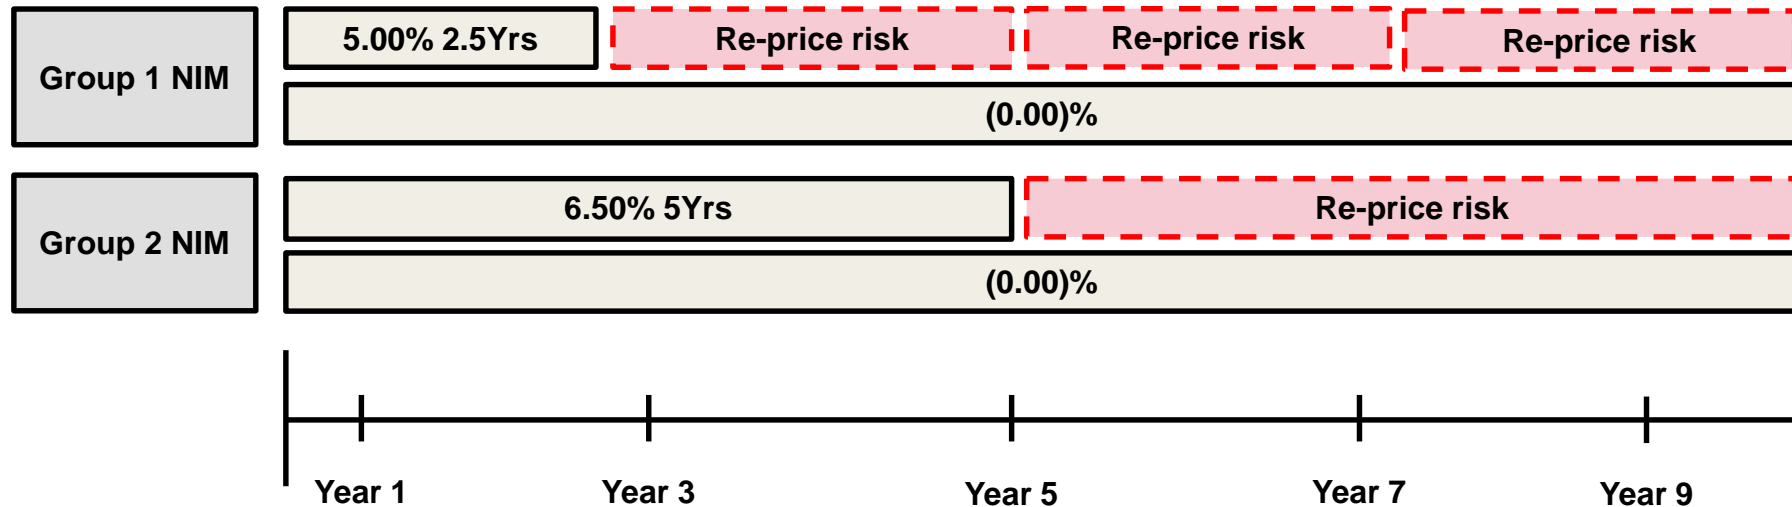 Group 1 NIM
5.00% 2.5Yrs
Re-price risk
Re-price risk
Re-price risk
(0.00)%
Group 2 NIM
6.50% 5Yrs
Re-price risk
(0.00)%
Year 1
Year 3
Year 5
Year 7
Year 9